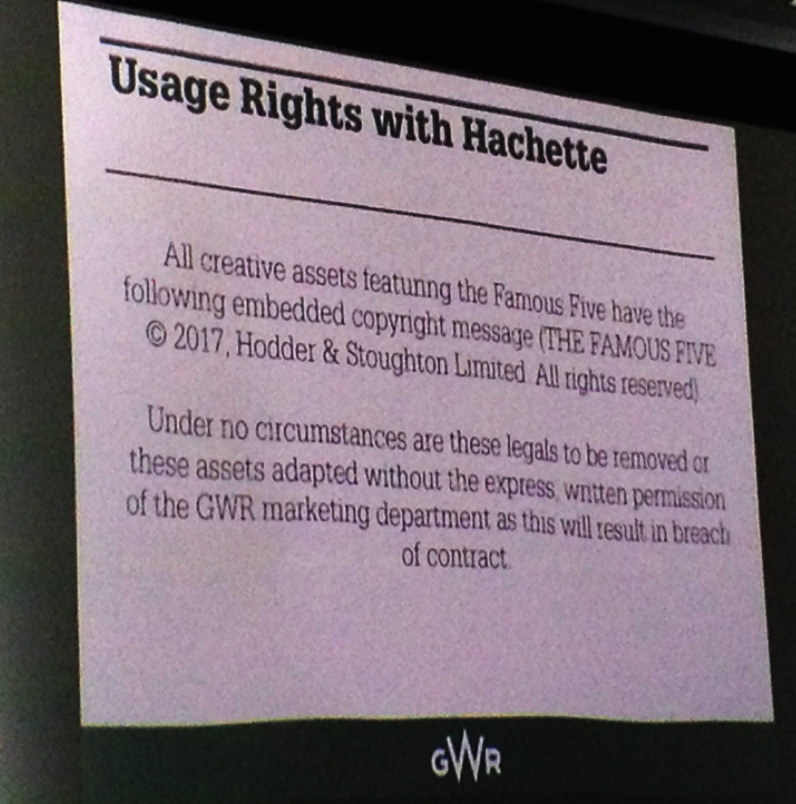 Usage Rights with Hachette
All creative assets featuring the Famous Five have the
following embedded copyright message (THE FAMOUS FIVE
© 2017, Hodder & Stoughton Limited. All rights reserved)
Under no circumstances are these legals to be removed or
these assets adapted without the express, written permission
of the GWR marketing department as this will result in breach
of contract.
GWR